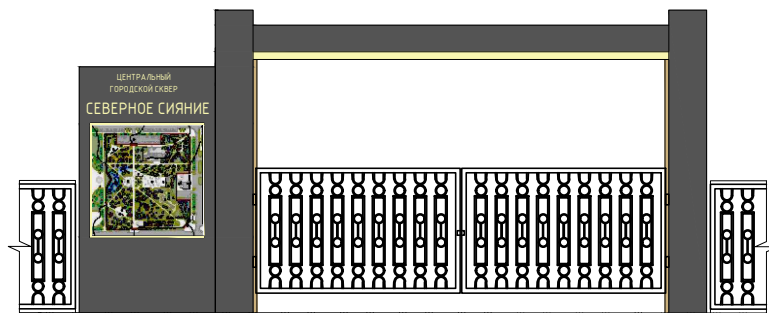 ЦЕНТРАЛЬНЫЙ
ГОРОДСКОЙ СКВЕР
СЕВЕРНОЕ СИЯНИЕ